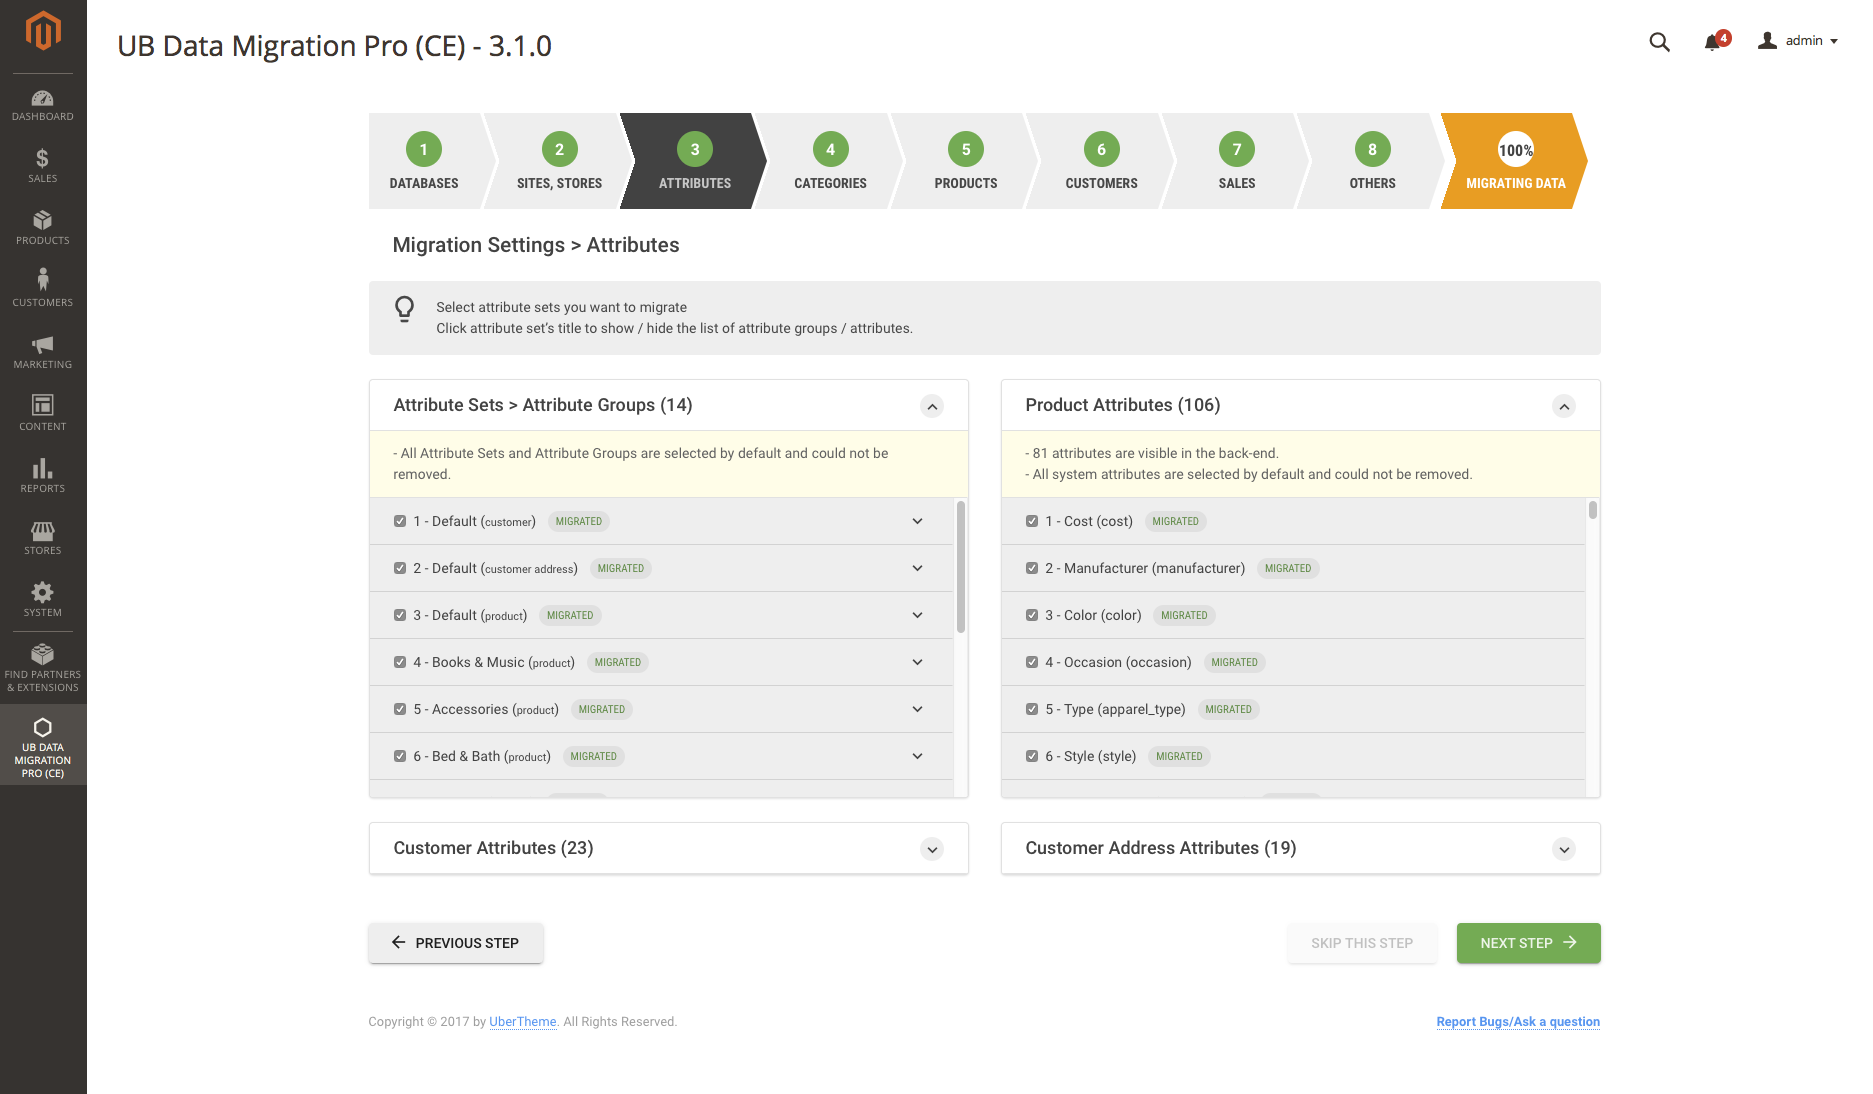 UB Data Migration Pro (CE) - 3.1.0
4
admin
DASHBOARD
SALES
PRODUCTS
CUSTOMERS
MARKETING
CONTENT
REPORTS
STORES
SYSTEM
FIND PARTNERS
& EXTENSIONS
UB DATA
MIGRATION
PRO (CE)
1
DATABASES
2
SITES, STORES
3
ATTRIBUTES
4
CATEGORIES
5
PRODUCTS
6
CUSTOMERS
7
SALES
8
OTHERS
100%
MIGRATING DATA
Migration Settings > Attributes
Select attribute sets you want to migrate
Click attribute set's title to show / hide the list of attribute groups / attributes.
Attribute Sets > Attribute Groups (14)
- All Attribute Sets and Attribute Groups are selected by default and could not be
removed.
1 - Default (customer) MIGRATED
2 - Default (customer address) MIGRATED
3 - Default (product) MIGRATED
4 - Books & Music (product) MIGRATED
5 - Accessories (product) MIGRATED
6 - Bed & Bath (product) MIGRATED
Product Attributes (106)
- 81 attributes are visible in the back-end.
- All system attributes are selected by default and could not be removed.
1 - Cost (cost) MIGRATED
2 - Manufacturer (manufacturer) MIGRATED
3 - Color (color) MIGRATED
4 - Occasion (occasion) MIGRATED
5 - Type (apparel_type) MIGRATED
6 - Style (style) MIGRATED
Customer Attributes (23)
Customer Address Attributes (19)
PREVIOUS STEP
SKIP THIS STEP
NEXT STEP
Copyright © 2017 by UberTheme. All Rights Reserved.
Report Bugs/Ask a question